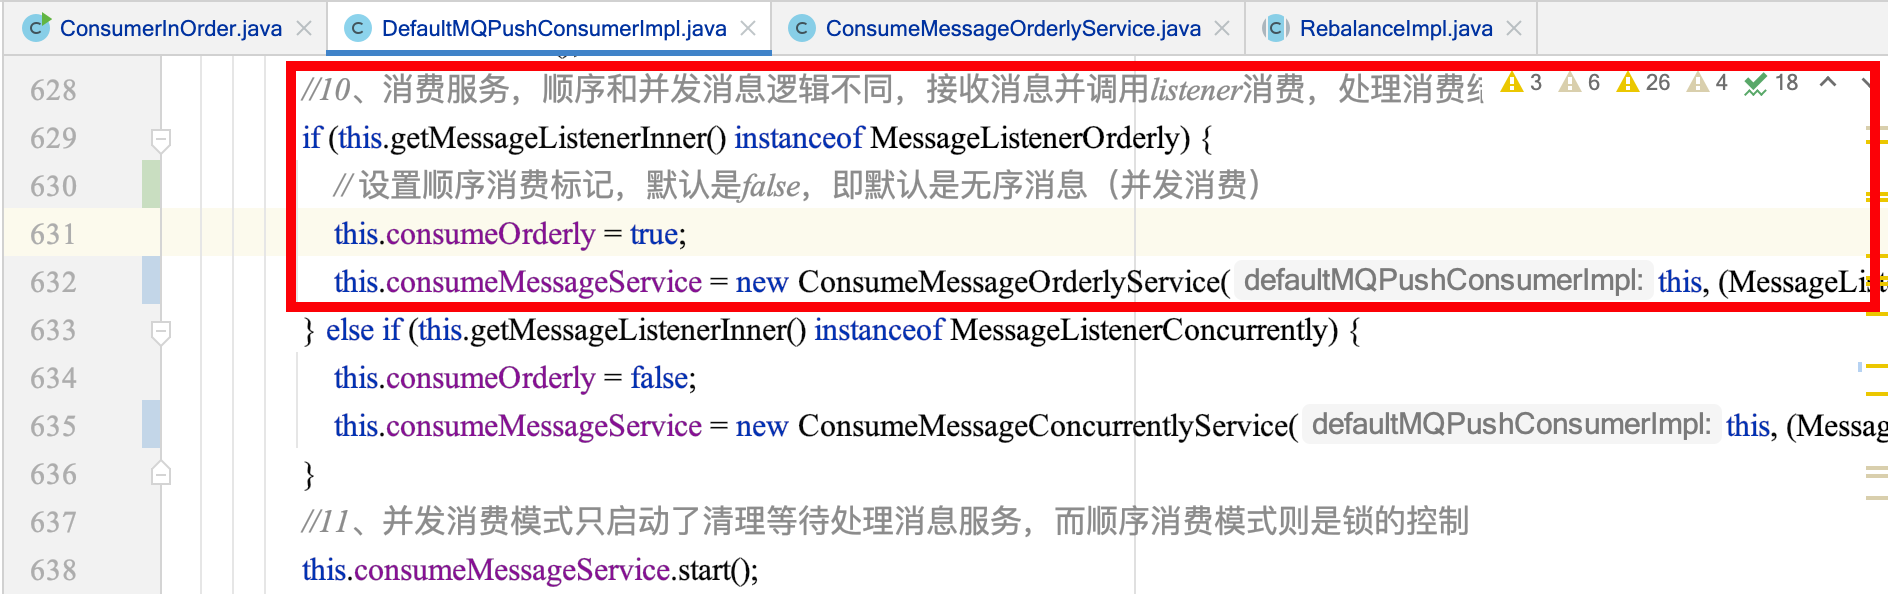 ConsumerInOrder.java DefaultMQPushConsumerImpl.java ConsumeMessageOrderlyService.java RebalanceImpl.java
628 //10、消费服务，顺序和并发消息逻辑不同，接收消息并调用listener消费，处理消费 3 6 26 4 18
629 if (this.getMessageListenerInner() instanceof MessageListenerOrderly) {
630 // 设置顺序消费标记，默认是false，即默认是无序消息（并发消费）
631 this.consumeOrderly = true;
632 this.consumeMessageService = new ConsumeMessageOrderlyService( defaultMQPushConsumerImpl: this, (MessageList
633 } else if (this.getMessageListenerInner() instanceof MessageListenerConcurrently) {
634 this.consumeOrderly = false;
635 this.consumeMessageService = new ConsumeMessageConcurrentlyService( defaultMQPushConsumerImpl: this, (Messag
636 }
637 //11、并发消费模式只启动了清理等待处理消息服务，而顺序消费模式则是锁的控制
638 this.consumeMessageService.start();